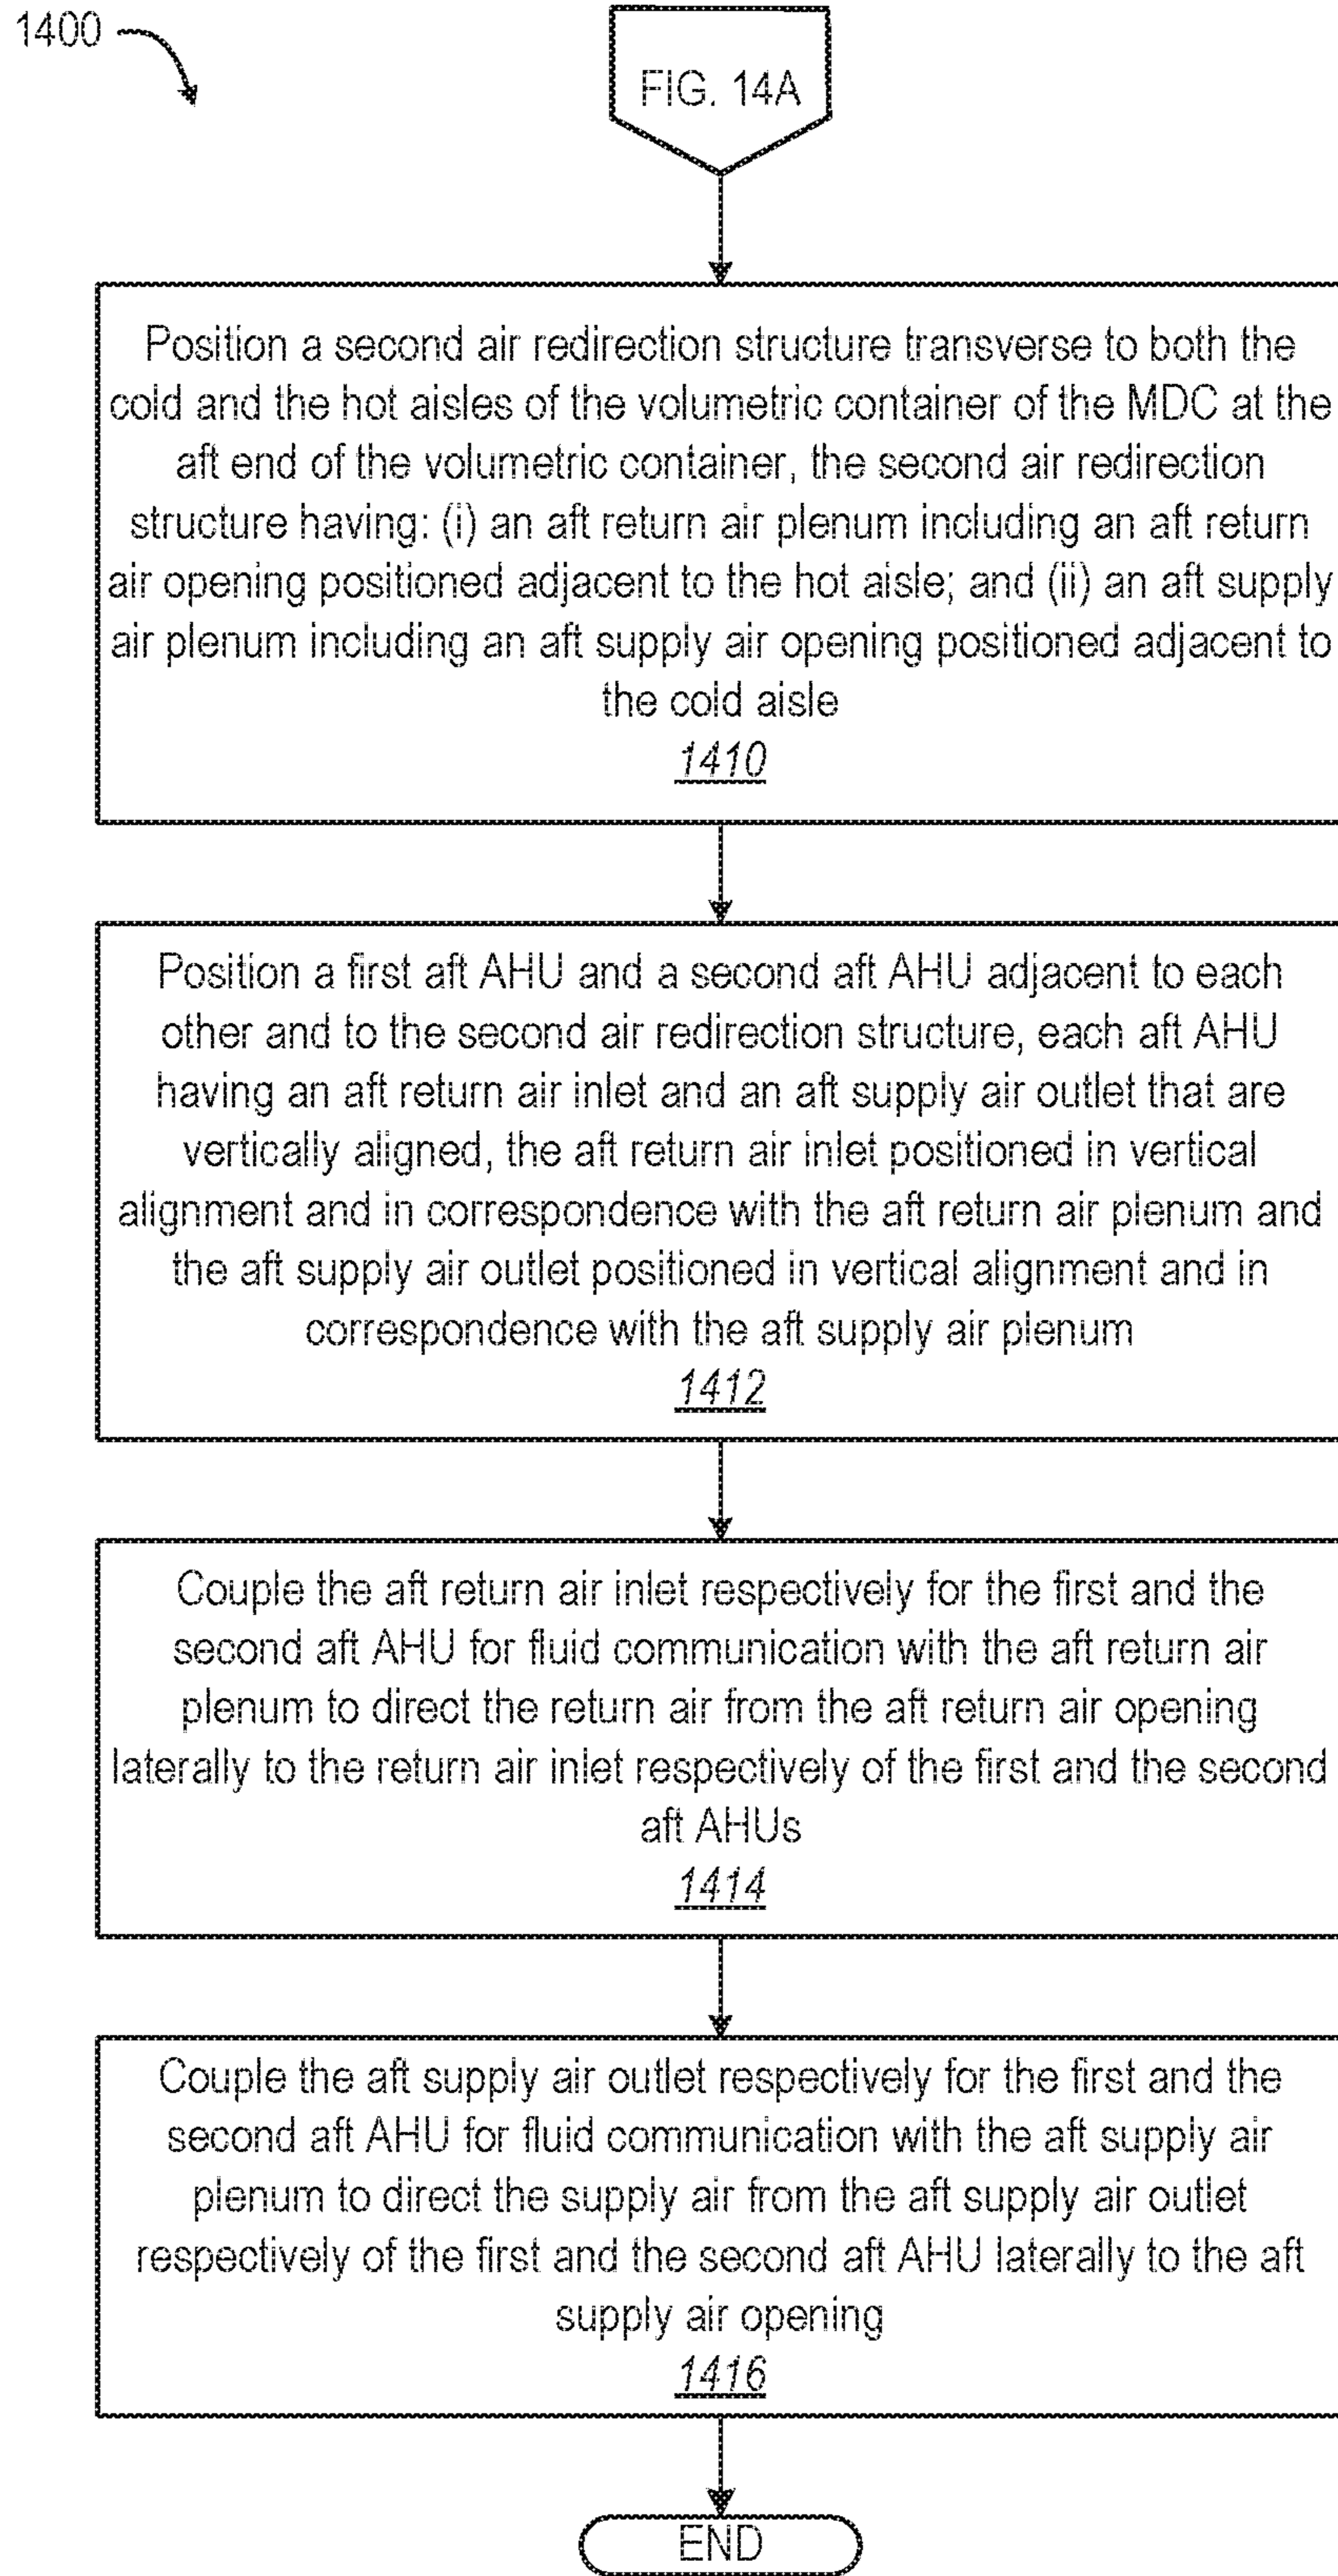 1400
FIG. 14A
Position a second air redirection structure transverse to both the
cold and the hot aisles of the volumetric container of the MDC at the
aft end of the volumetric container, the second air redirection
structure having: (i) an aft return air plenum including an aft return
air opening positioned adjacent to the hot aisle; and (ii) an aft supply
air plenum including an aft supply air opening positioned adjacent to
the cold aisle
1410
Position a first aft AHU and a second aft AHU adjacent to each
other and to the second air redirection structure, each aft AHU
having an aft return air inlet and an aft supply air outlet that are
vertically aligned, the aft return air inlet positioned in vertical
alignment and in correspondence with the aft return air plenum and
the aft supply air outlet positioned in vertical alignment and in
correspondence with the aft supply air plenum
1412
Couple the aft return air inlet respectively for the first and the
second aft AHU for fluid communication with the aft return air
plenum to direct the return air from the aft return air opening
laterally to the return air inlet respectively of the first and the second
aft AHUs
1414
Couple the aft supply air outlet respectively for the first and the
second aft AHU for fluid communication with the aft supply air
plenum to direct the supply air from the aft supply air outlet
respectively of the first and the second aft AHU laterally to the aft
supply air opening
1416
END